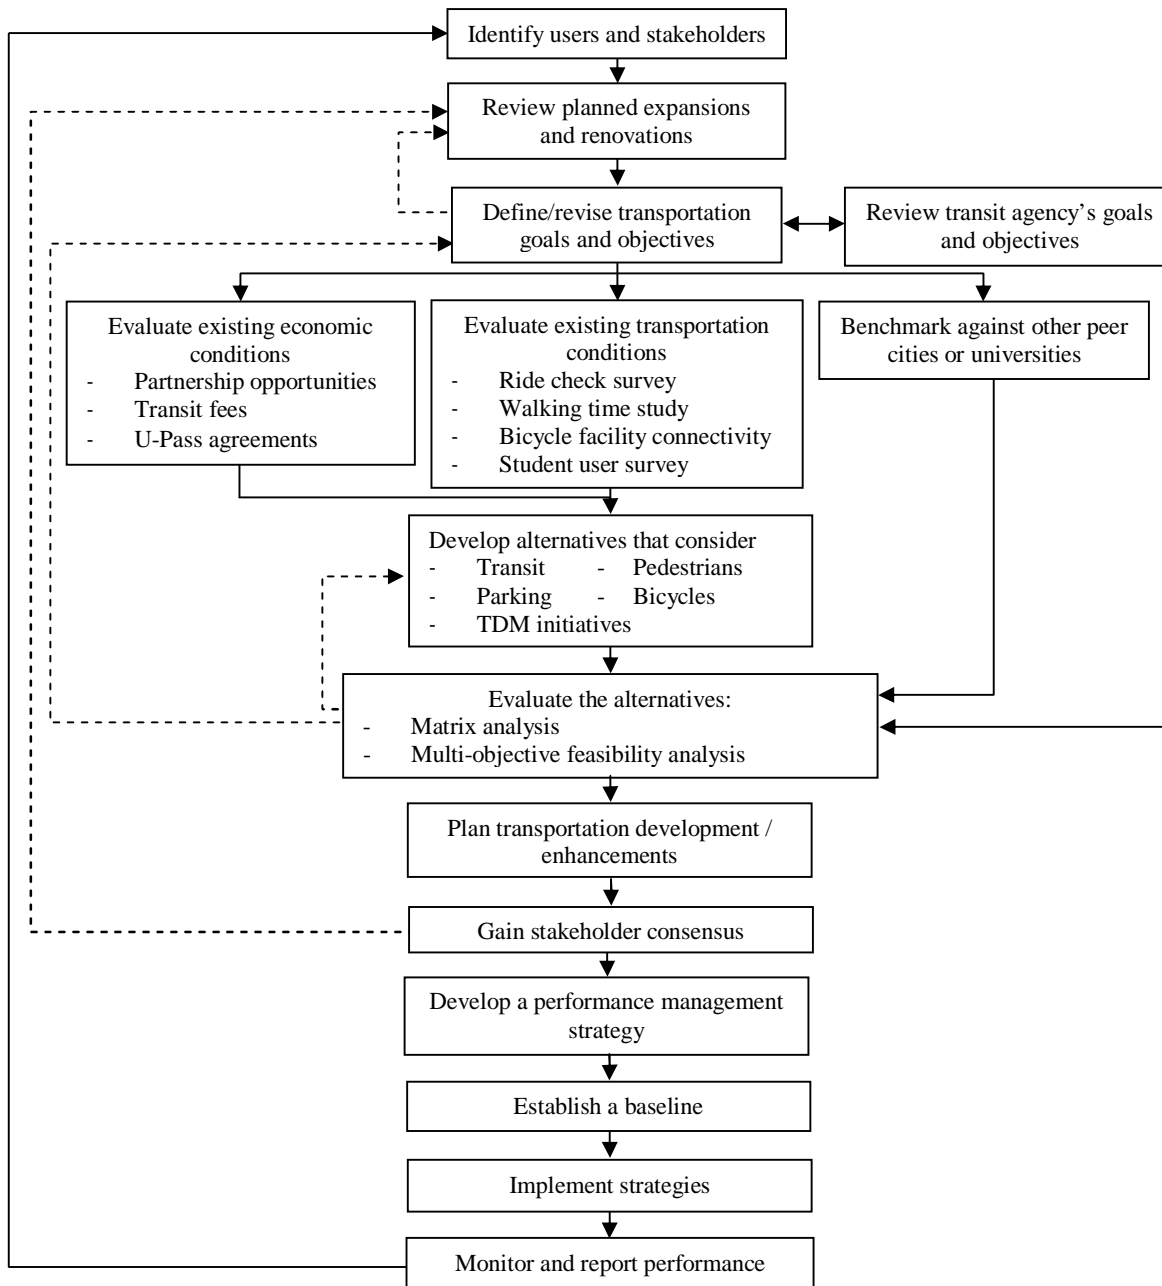 Identify users and stakeholders
Review planned expansions
and renovations
Define/revise transportation
goals and objectives
Review transit agency’s goals
and objectives
Evaluate existing economic
conditions
- Partnership opportunities
- Transit fees
- U-Pass agreements
Evaluate existing transportation
conditions
- Ride check survey
- Walking time study
- Bicycle facility connectivity
- Student user survey
Benchmark against other peer
cities or universities
Develop alternatives that consider
- Transit - Pedestrians
- Parking - Bicycles
- TDM initiatives
Evaluate the alternatives:
- Matrix analysis
- Multi-objective feasibility analysis
Plan transportation development /
enhancements
Gain stakeholder consensus
Develop a performance management
strategy
Establish a baseline
Implement strategies
Monitor and report performance